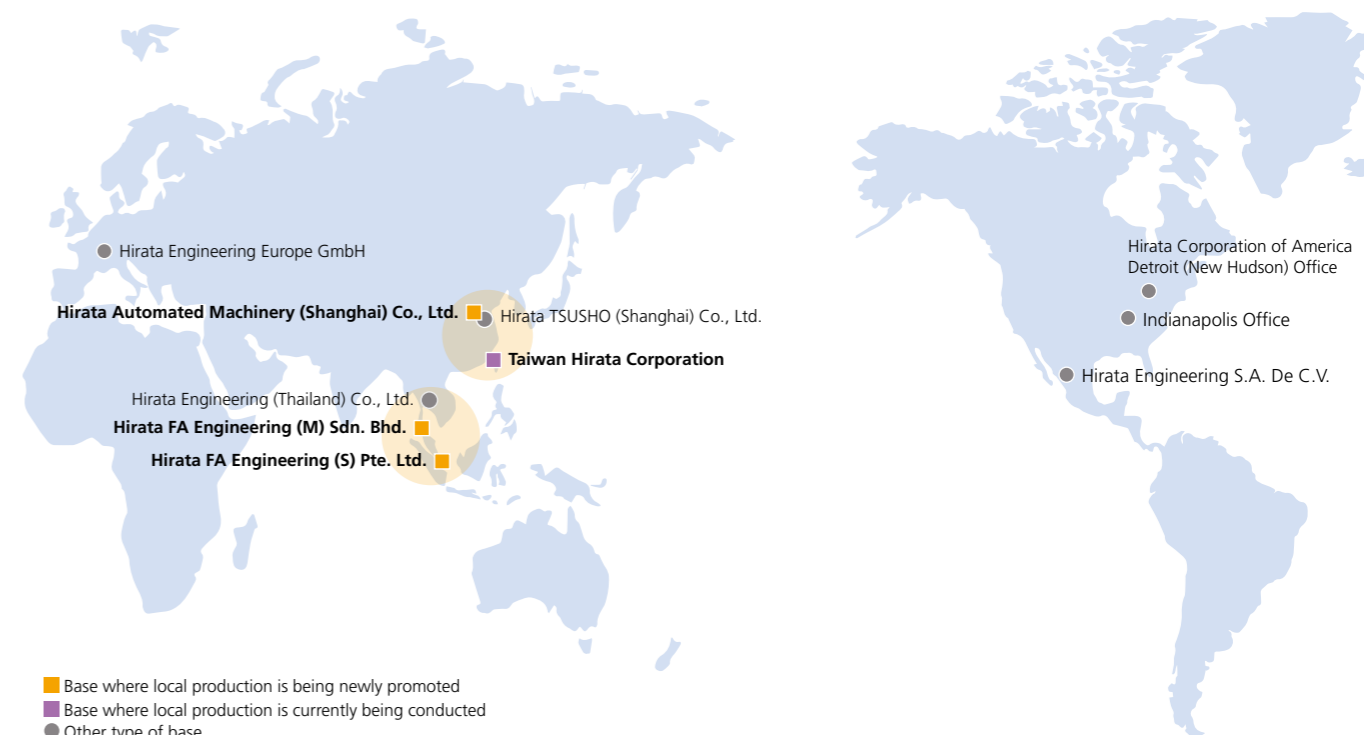 Hirata Engineering Europe GmbH
Hirata Automated Machinery (Shanghai) Co., Ltd.
Hirata TSUSHO (Shanghai) Co., Ltd.
Taiwan Hirata Corporation
Hirata Engineering (Thailand) Co., Ltd.
Hirata FA Engineering (M) Sdn. Bhd.
Hirata FA Engineering (S) Pte. Ltd.
Hirata Corporation of America
Detroit (New Hudson) Office
Indianapolis Office
Hirata Engineering S.A. De C.V.
Base where local production is being newly promoted
Base where local production is currently being conducted
Other type of base